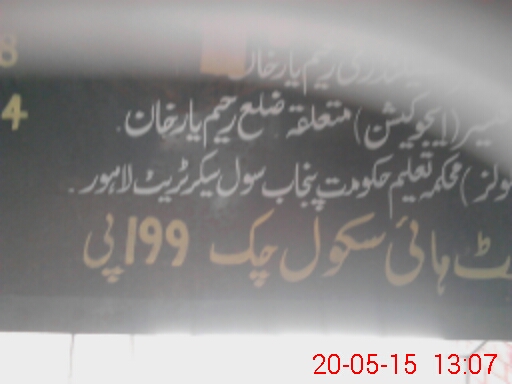 8
رحیم یار خان
4 (ایجوکیشن) متعلقہ ضلع رحیم یار خان۔
) محکمہ تعلیم حکومت پنجاب سول سیکرٹریٹ لاہور۔
ہائی سکول چک 199 پی
20-05-15 13:07